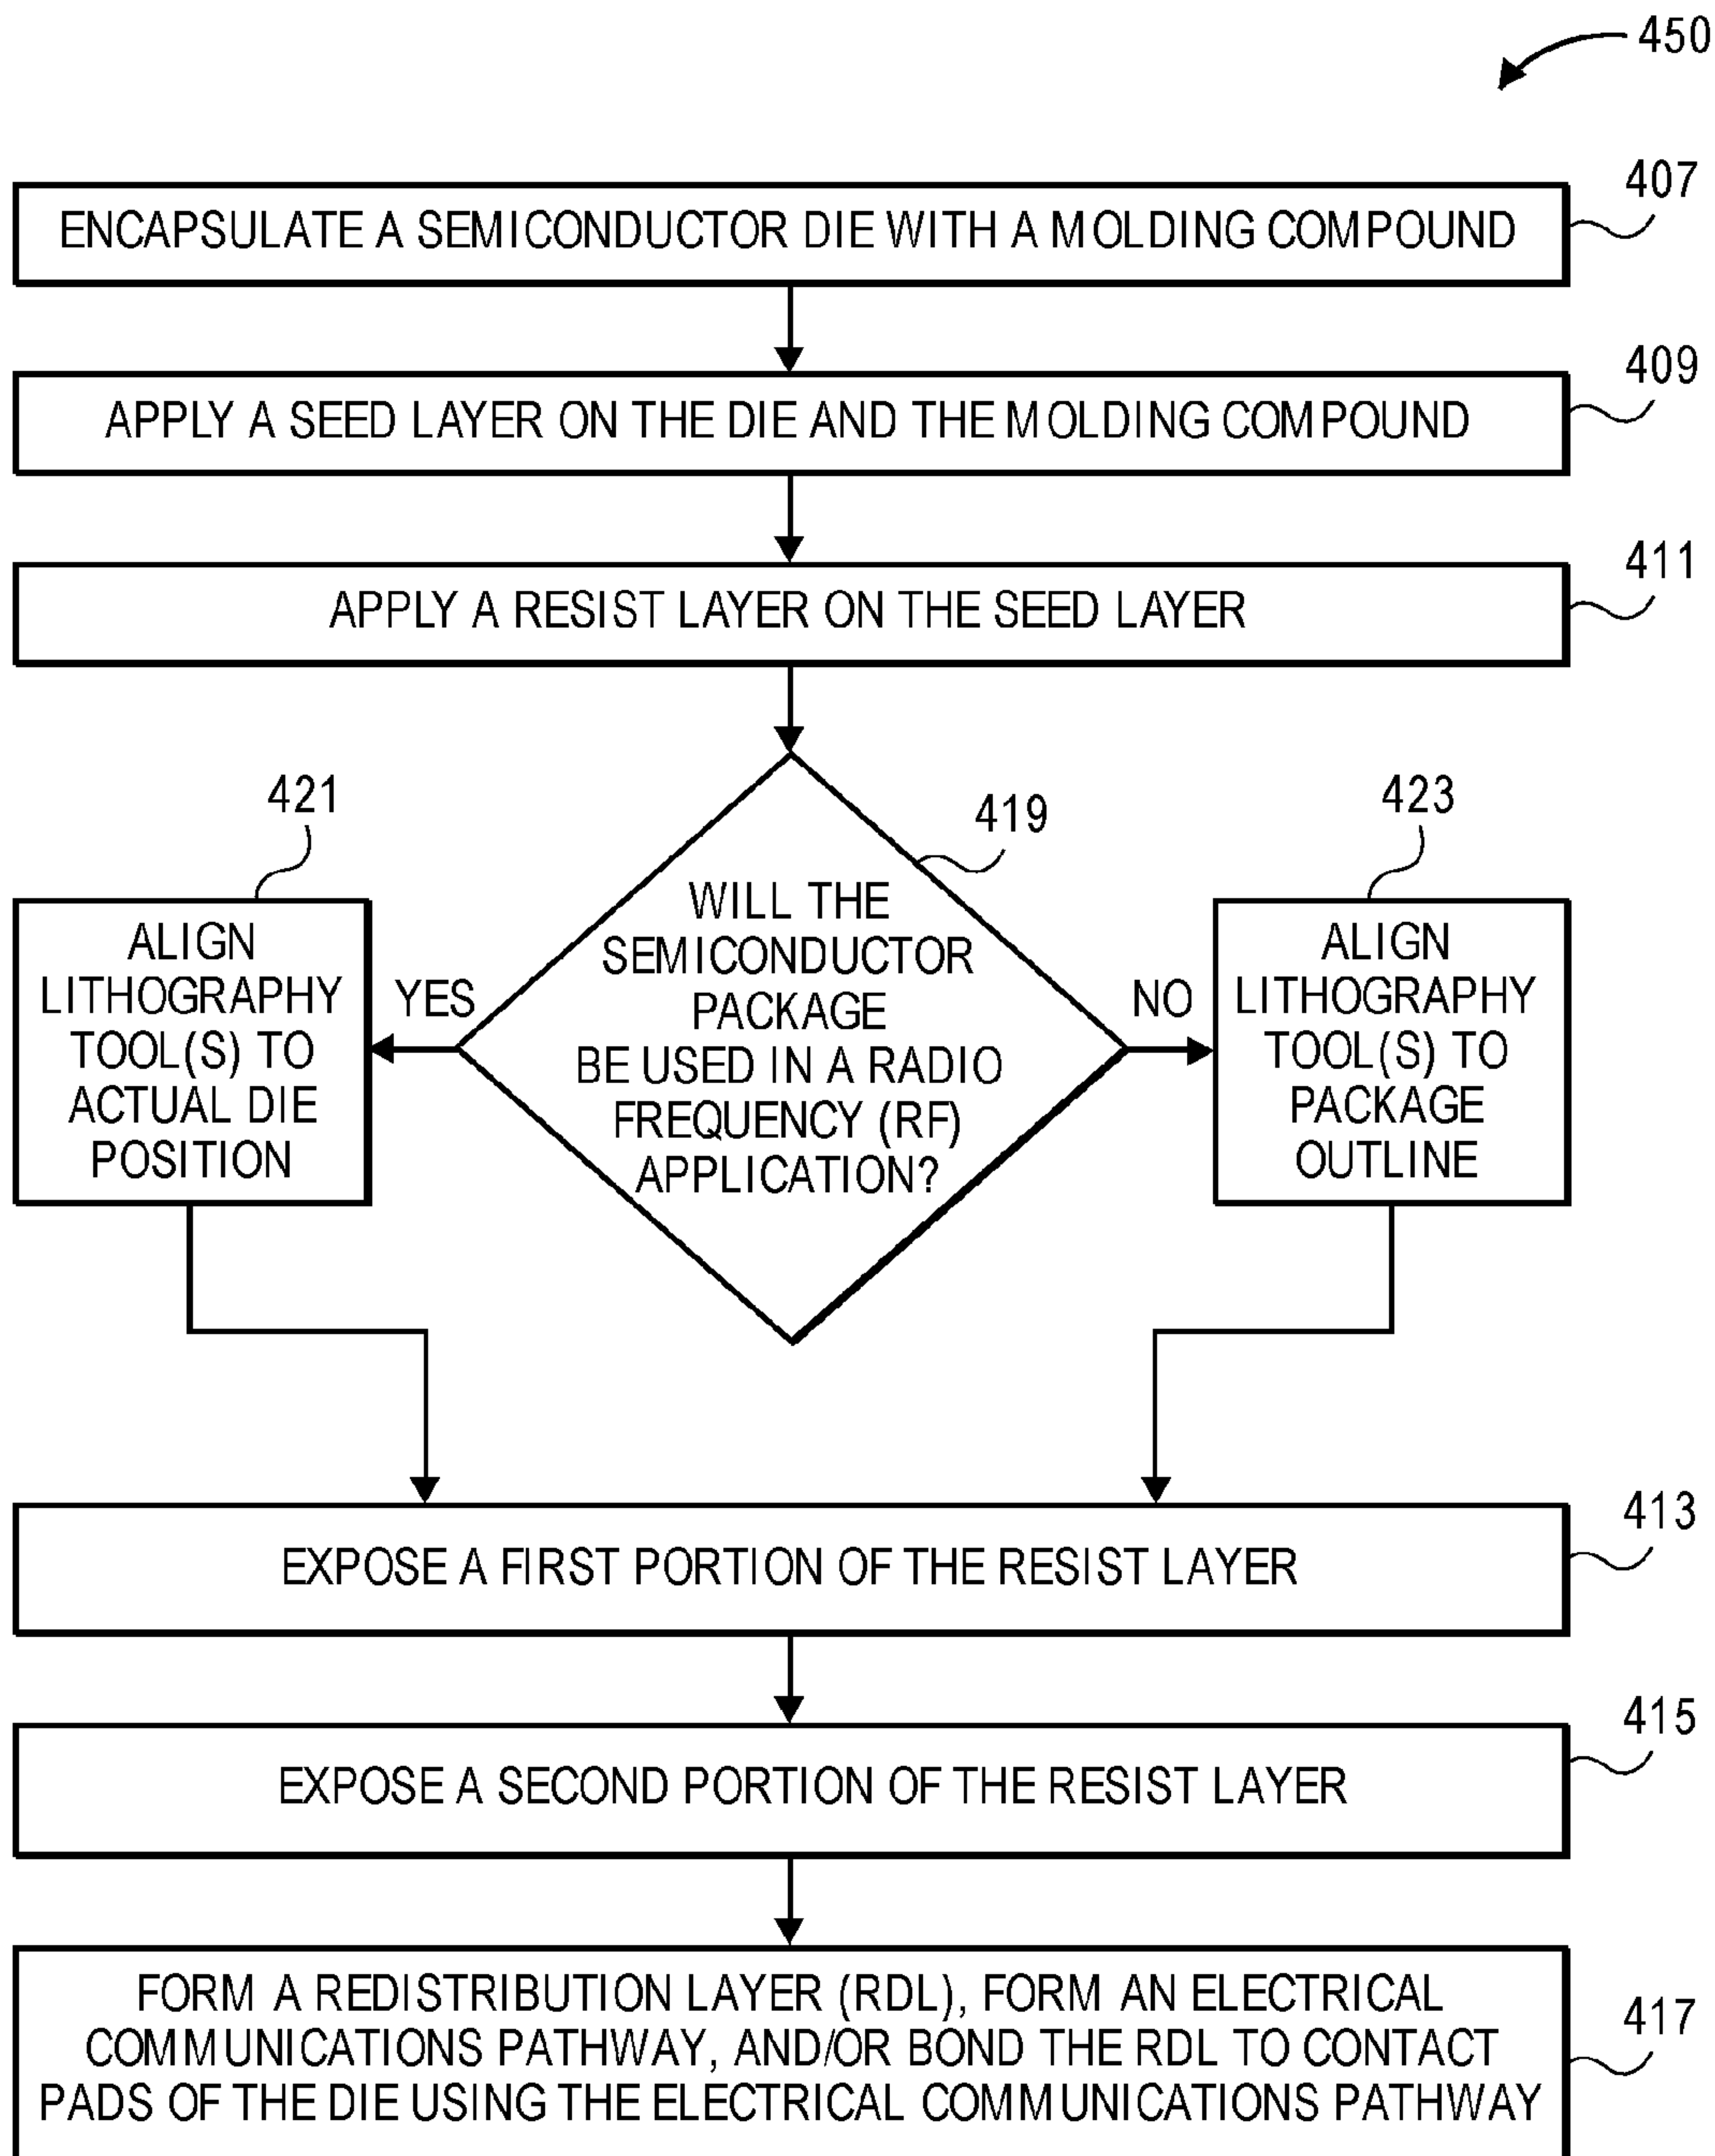 450
407
ENCAPSULATE A SEMICONDUCTOR DIE WITH A MOLDING COMPOUND
409
APPLY A SEED LAYER ON THE DIE AND THE MOLDING COMPOUND
411
APPLY A RESIST LAYER ON THE SEED LAYER
421
419
423
ALIGN
LITHOGRAPHY
TOOL(S) TO
ACTUAL DIE
POSITION
YES
WILL THE
SEMICONDUCTOR
PACKAGE
BE USED IN A RADIO
FREQUENCY (RF)
APPLICATION?
NO
ALIGN
LITHOGRAPHY
TOOL(S) TO
PACKAGE
OUTLINE
413
EXPOSE A FIRST PORTION OF THE RESIST LAYER
415
EXPOSE A SECOND PORTION OF THE RESIST LAYER
FORM A REDISTRIBUTION LAYER (RDL), FORM AN ELECTRICAL
COMMUNICATIONS PATHWAY, AND/OR BOND THE RDL TO CONTACT
PADS OF THE DIE USING THE ELECTRICAL COMMUNICATIONS PATHWAY
417